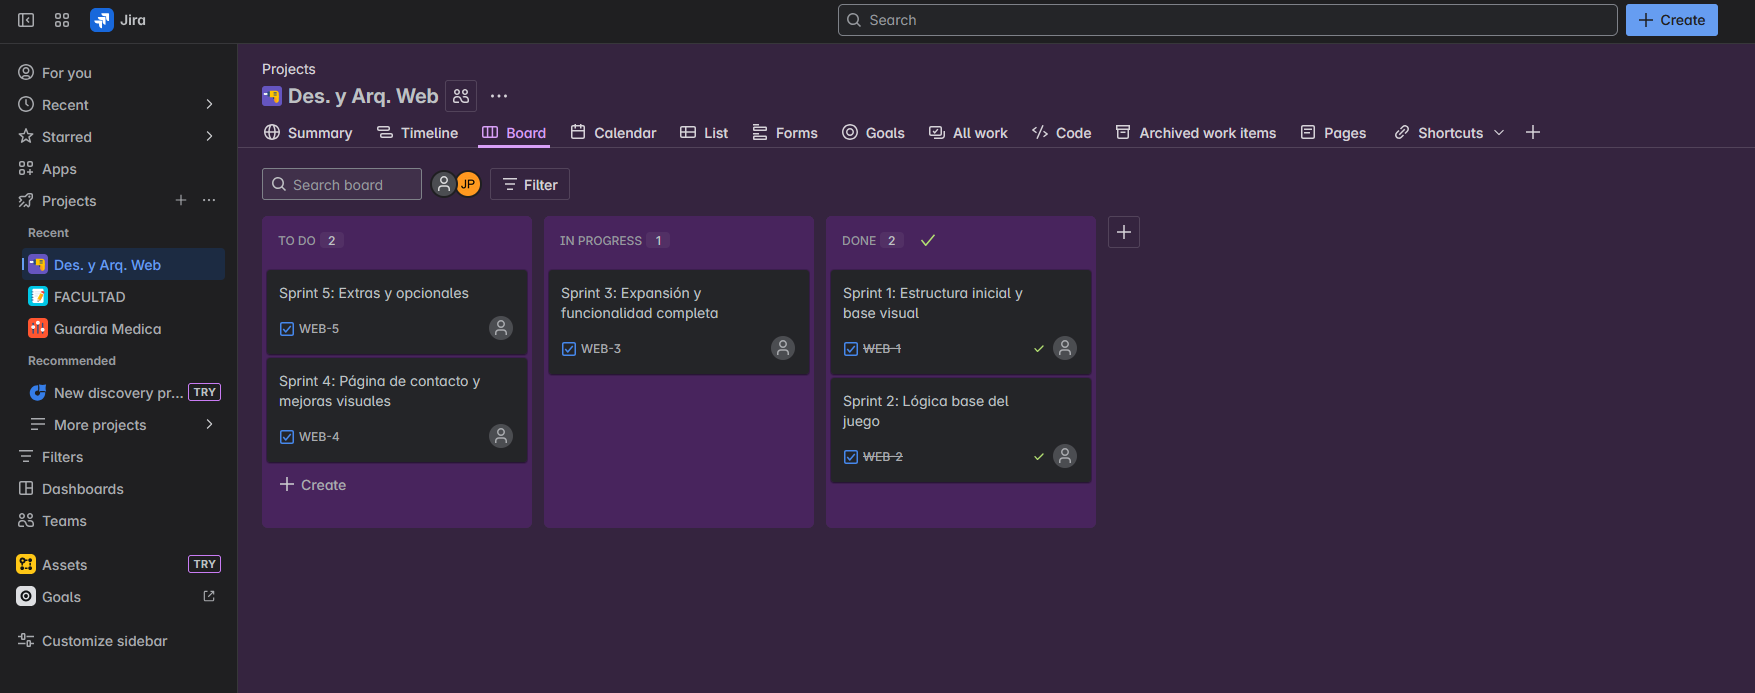 Jira
Search
Create
For you
Recent
Starred
Apps
Projects
Recent
Des. y Arq. Web
FACULTAD
Guardia Medica
Recommended
New discovery pr... TRY
More projects
Filters
Dashboards
Teams
Assets TRY
Goals
Customize sidebar
Projects
Des. y Arq. Web
Summary Timeline Board Calendar List Forms Goals All work Code Archived work items Pages Shortcuts
Search board JP Filter
TO DO 2
Sprint 5: Extras y opcionales
WEB-5
Sprint 4: Página de contacto y
mejoras visuales
WEB-4
Create
IN PROGRESS 1
Sprint 3: Expansión y
funcionalidad completa
WEB-3
DONE 2
Sprint 1: Estructura inicial y
base visual
WEB-1
Sprint 2: Lógica base del
juego
WEB-2